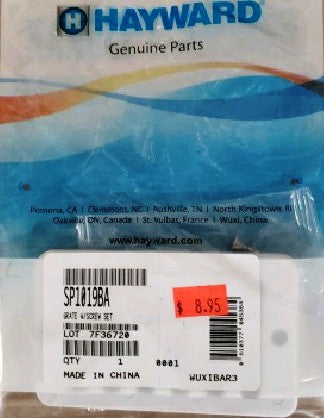 H HAYWARD
Genuine Parts
Pomona, CA | Clemmons, NC | Nashville, TN | North Kingstown, RI
Oakville, ON, Canada | St. Vulbas, France | Wuxi, China
www.hayward.com
SP1019BA
GRATE W/SCREW SET
LOT 7F36720
$ 8.95
QTY 1 0001
MADE IN CHINA WUXIBAR3